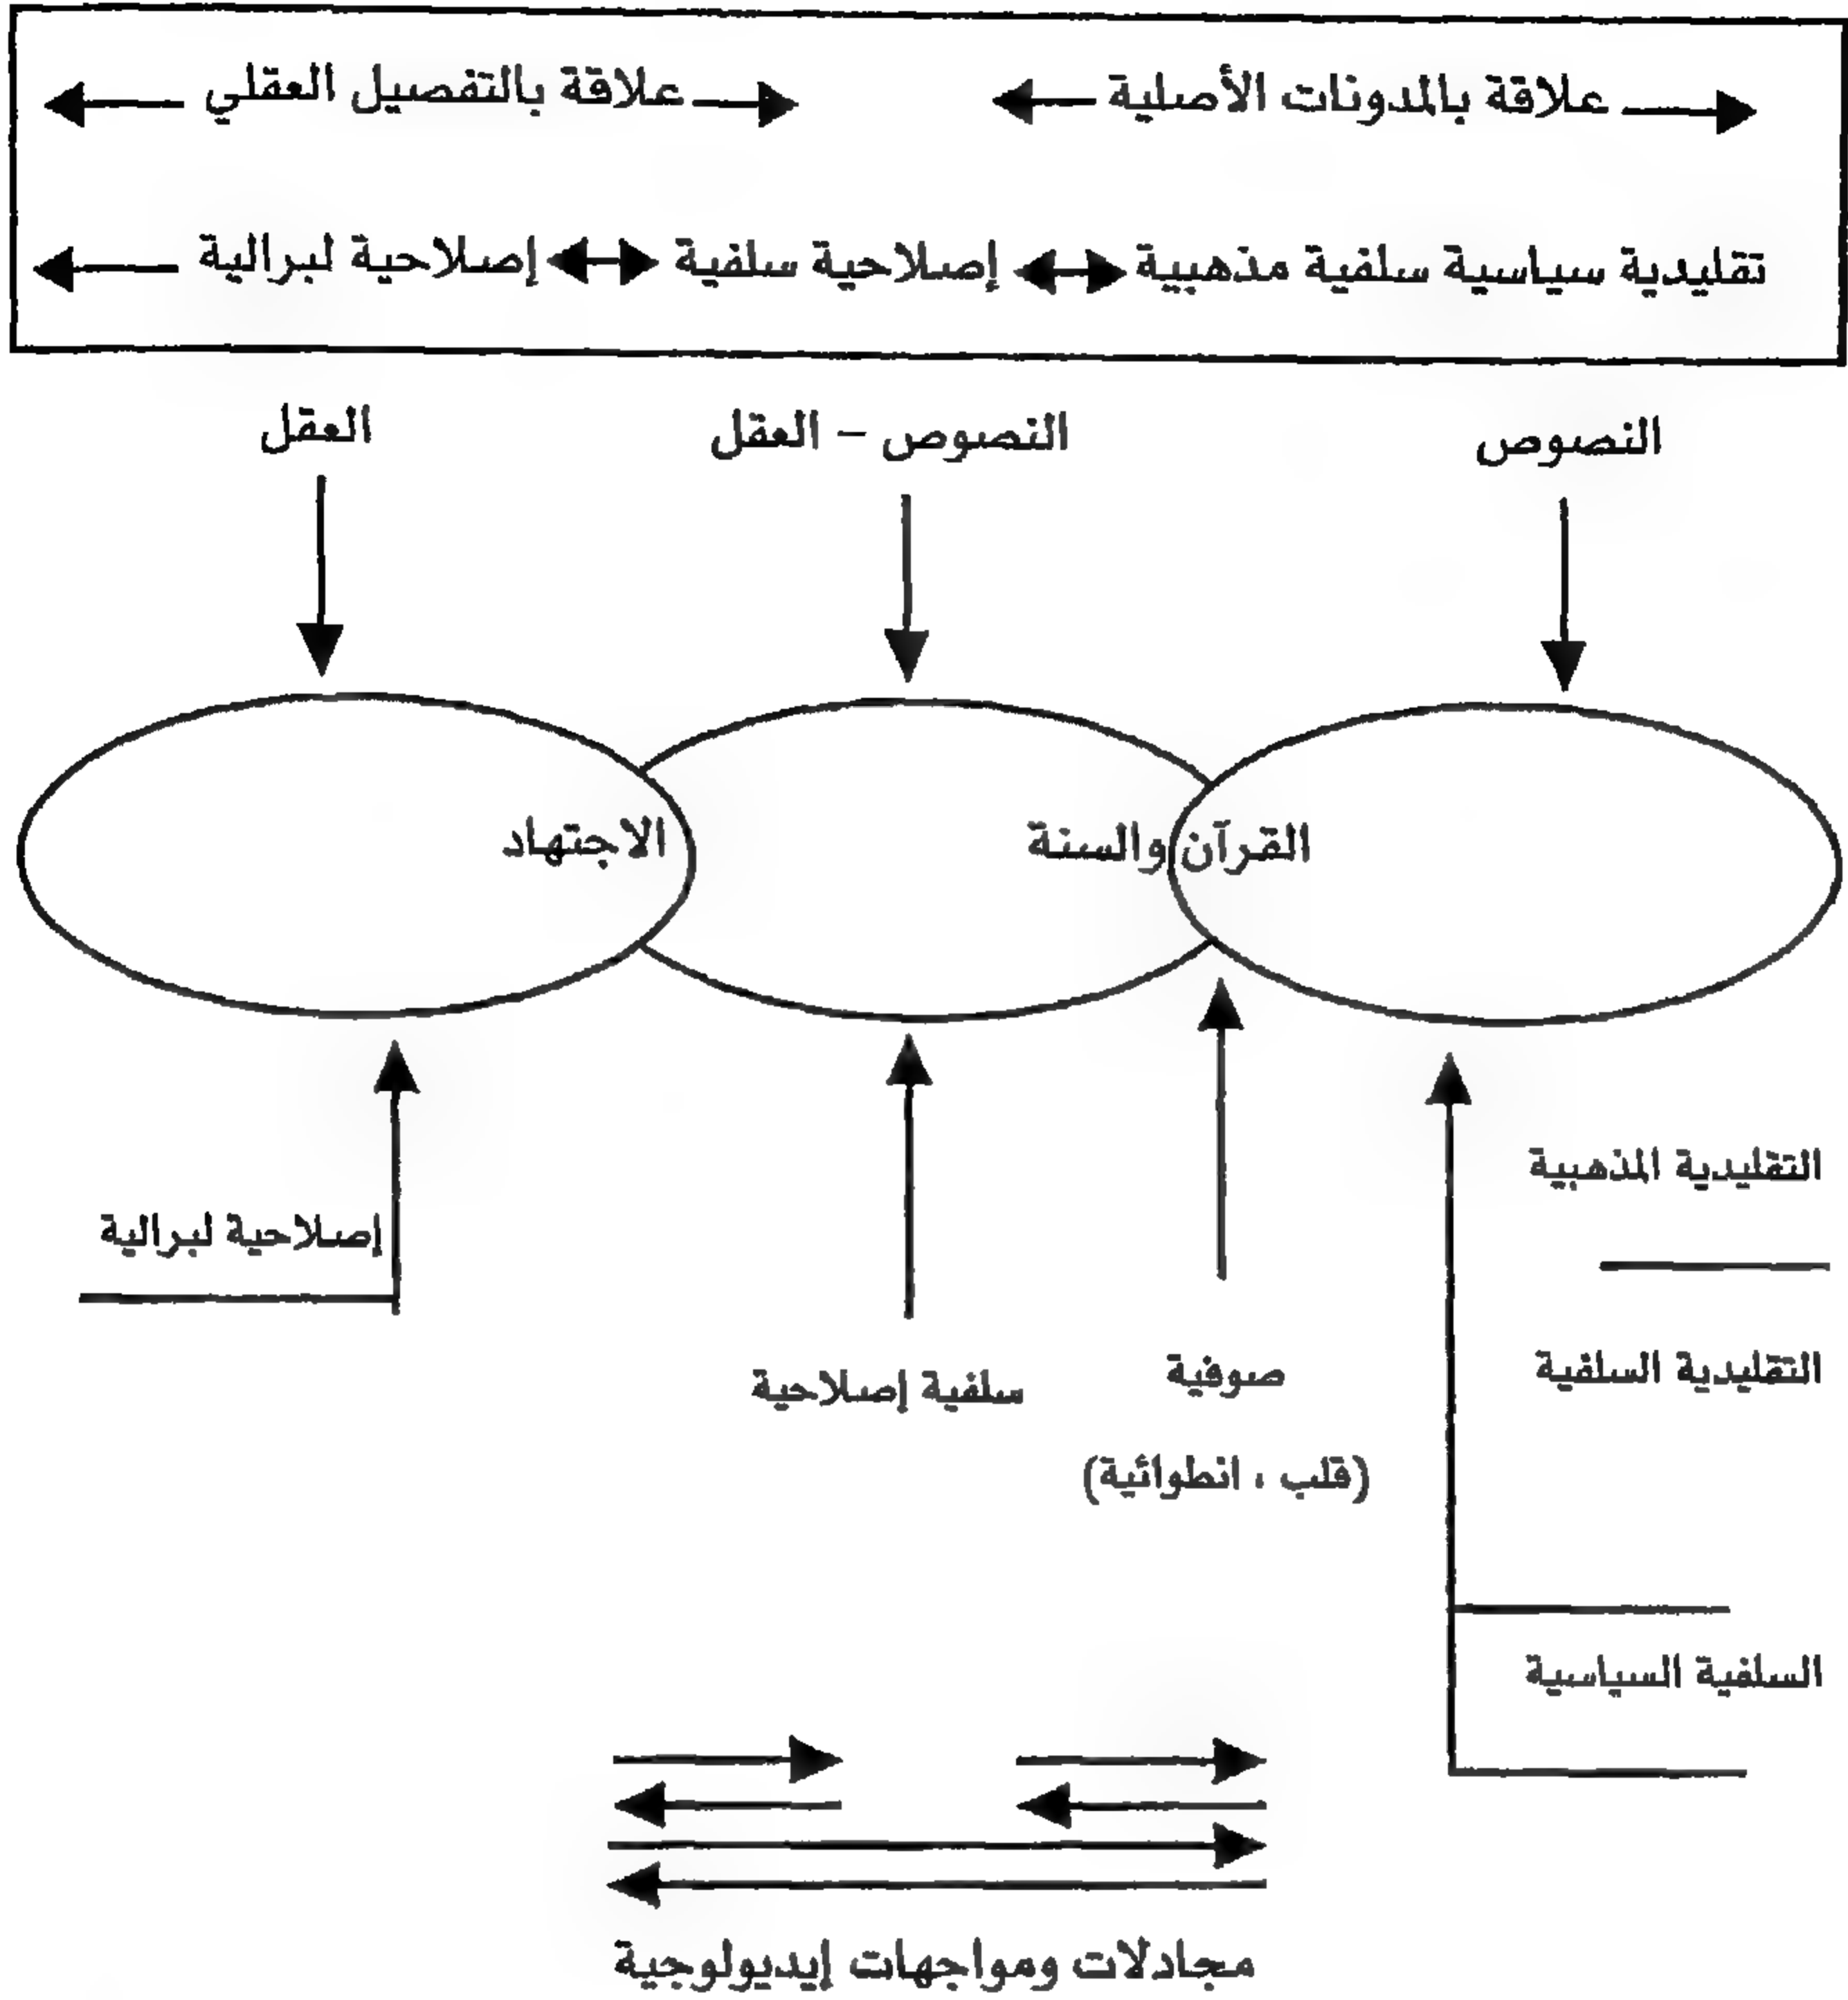 علاقة بالمدونات الأصلية علاقة بالتفصيل العقلي
تقليدية سياسية سلفية مذهبية إصلاحية سلفية إصلاحية لبرالية
النصوص النصوص – العقل العقل
القرآن والسنة الاجتهاد
التقليدية المذهبية
إصلاحية لبرالية
التقليدية السلفية
صوفية
سلفية إصلاحية
(قلب ، انطوائية)
السلفية السياسية
مجادلات ومواجهات إيديولوجية